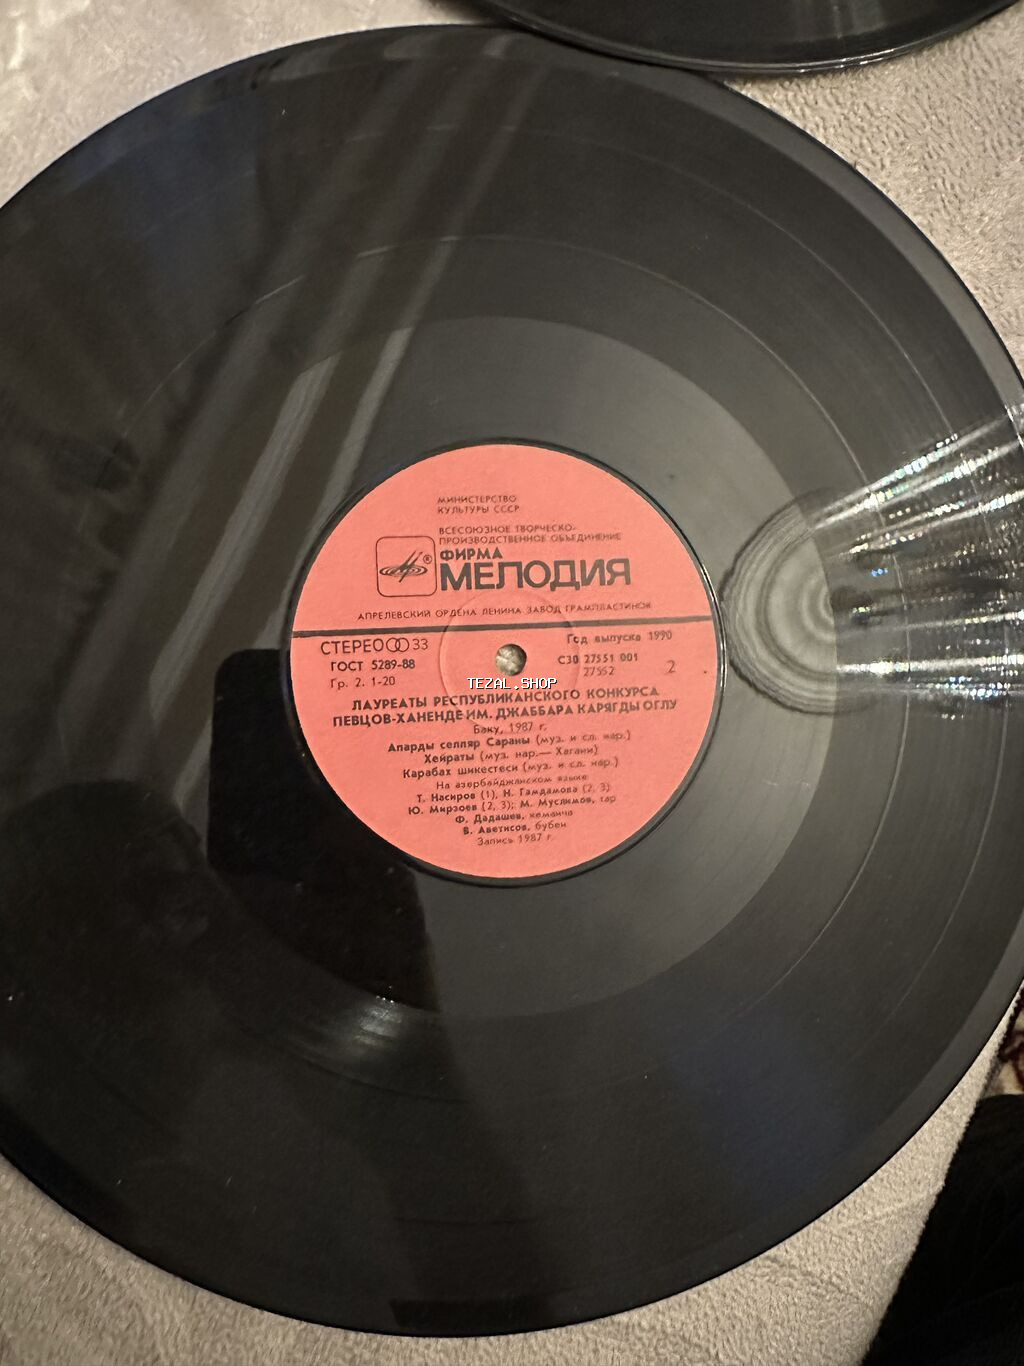 МИНИСТЕРСТВО
КУЛЬТУРЫ СССР
ВСЕСОЮЗНОЕ ТВОРЧЕСКО-
ПРОИЗВОДСТВЕННОЕ ОБЪЕДИНЕНИЕ
ФИРМА
®
МЕЛОДИЯ
АПРЕЛЕВСКИЙ ОРДЕНА ЛЕНИНА ЗАВОД ГРАМПЛАСТИНОК
СТЕРЕО 33
Год выпуска 1990
ГОСТ 5289-88
С30 27551 001
27552
2
Гр. 2. 1-20
TEZAL.SHOP
ЛАУРЕАТЫ РЕСПУБЛИКАНСКОГО КОНКУРСА
ПЕВЦОВ-ХАНЕНДЕ ИМ. ДЖАББАРА КАРЯГДЫ ОГЛУ
Баку, 1987 г.
Апарды селляр Сараны (муз. и сл. нар.)
Хейраты (муз. нар.— Хагани)
Карабах шикестеси (муз. и сл. нар.)
На азербайджанском языке
Т. Насиров (1), Н. Гамдамова (2, 3)
Ю. Мирзоев (2, 3); М. Муслимов, тар
Ф. Дадашев, кеманча
В. Аветисов, бубен
Запись 1987 г.